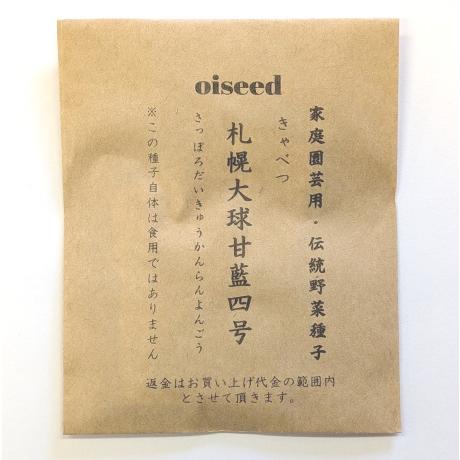 oiseed
家庭園芸用・伝統野菜種子
きゃべつ
札幌大球甘藍四号
さっぽろだいきゅうかんらんよんごう
※この種子自体は食用ではありません
返金はお買い上げ代金の範囲内
とさせて頂きます。